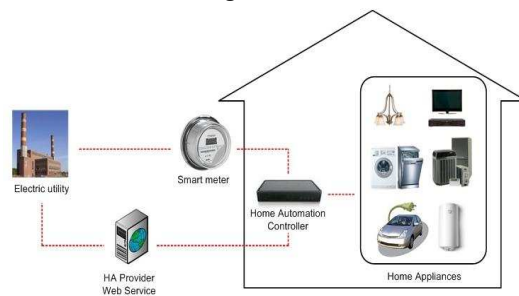 Electric utility
Smart meter
Home Automation
Controller
HA Provider
Web Service
Home Appliances